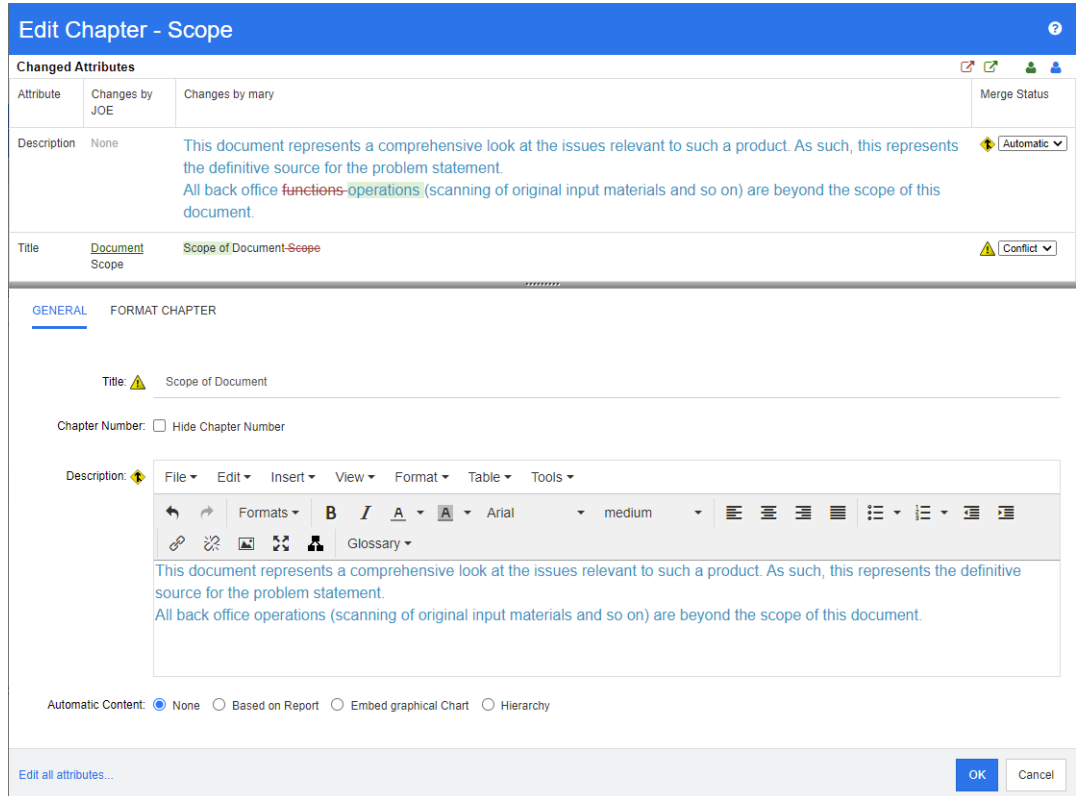 Edit Chapter - Scope
?
Changed Attributes
Attribute Changes by JOE Changes by mary Merge Status
Description None This document represents a comprehensive look at the issues relevant to such a product. As such, this represents Automatic
the definitive source for the problem statement.
All back office functions operations (scanning of original input materials and so on) are beyond the scope of this
document.
Title Document Scope of Document Scope Conflict
Scope
GENERAL FORMAT CHAPTER
Title: Scope of Document
Chapter Number: Hide Chapter Number
Description: File Edit Insert View Format Table Tools
Formats B I A A Arial medium
Glossary
This document represents a comprehensive look at the issues relevant to such a product. As such, this represents the definitive
source for the problem statement.
All back office operations (scanning of original input materials and so on) are beyond the scope of this document.
Automatic Content: None Based on Report Embed graphical Chart Hierarchy
Edit all attributes... OK Cancel